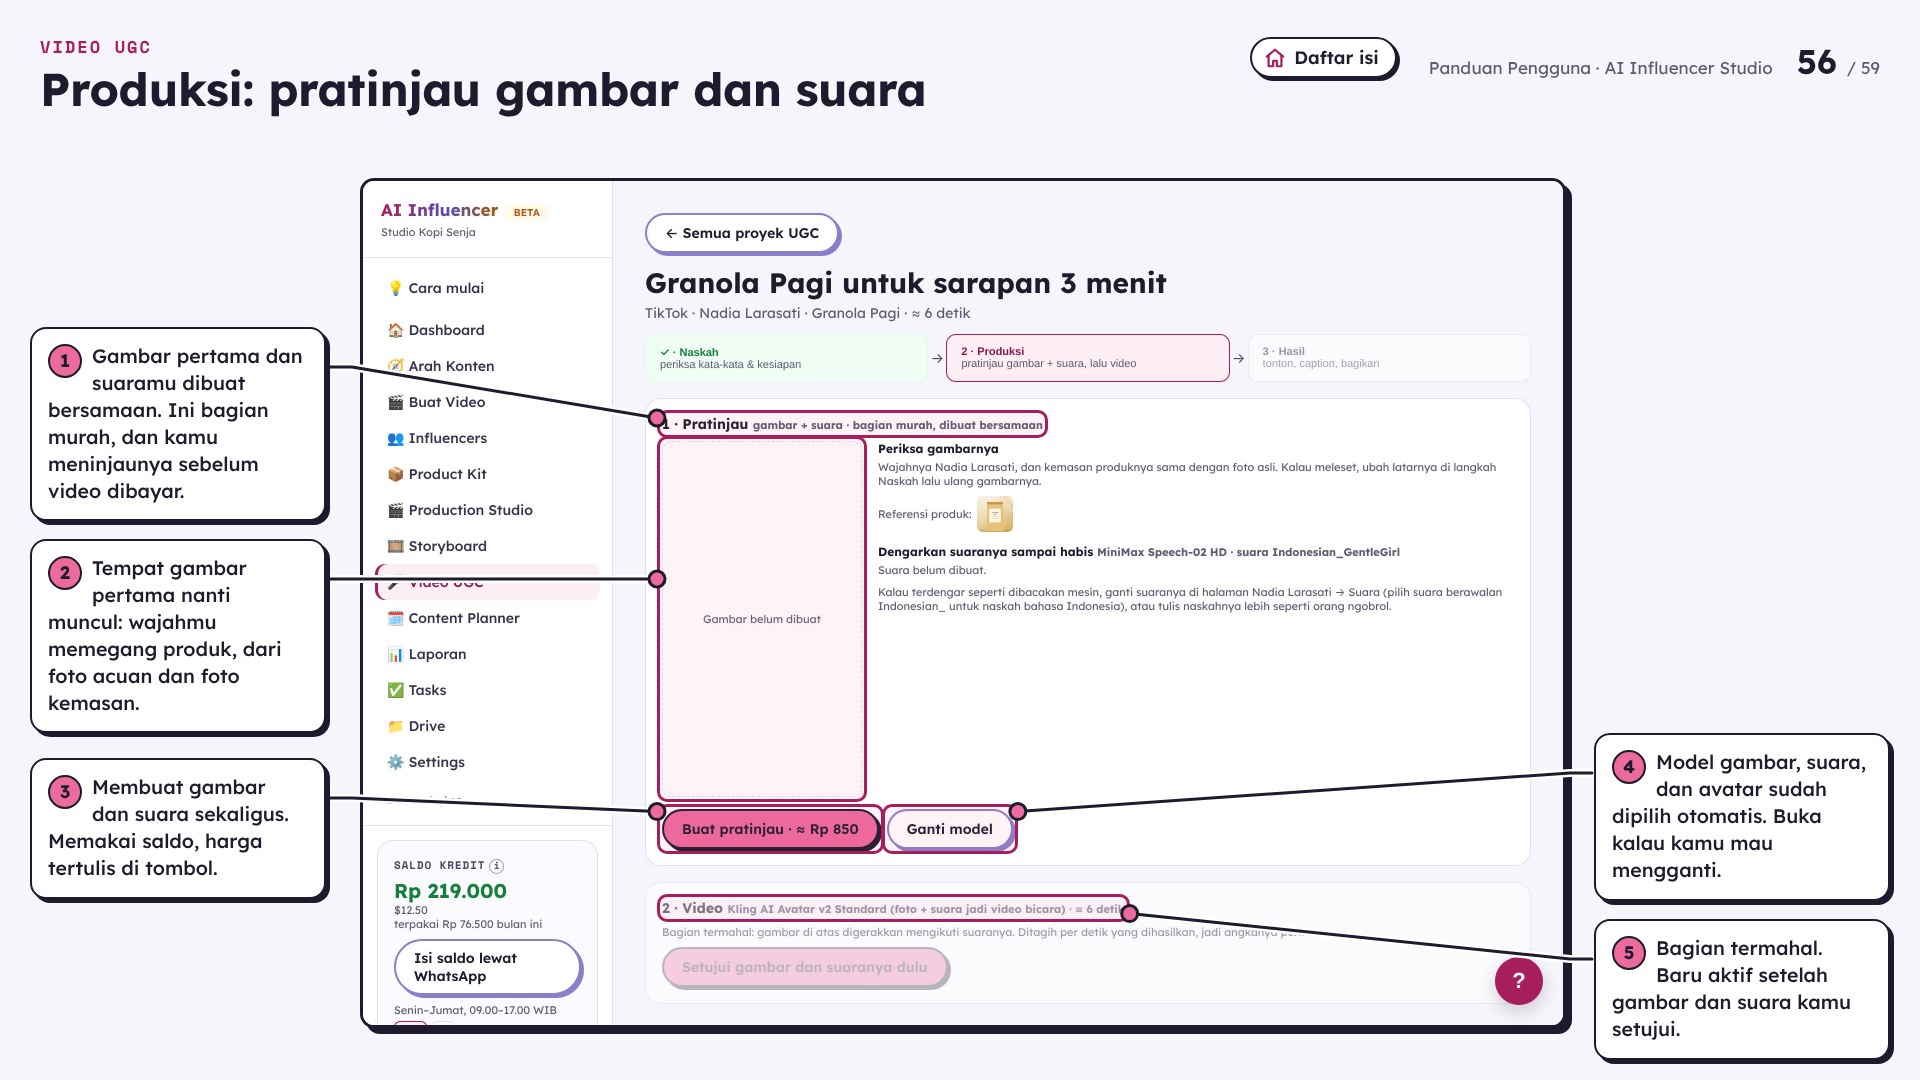 VIDEO UGC
Produksi: pratinjau gambar dan suara
Daftar isi
Panduan Pengguna · AI Influencer Studio
56 / 59
1
Gambar pertama dan
suaramu dibuat
bersamaan. Ini bagian
murah, dan kamu
meninjaunya sebelum
video dibayar.
2
Tempat gambar
pertama nanti
muncul: wajahmu
memegang produk, dari
foto acuan dan foto
kemasan.
3
Membuat gambar
dan suara sekaligus.
Memakai saldo, harga
tertulis di tombol.
AI Influencer BETA
Studio Kopi Senja
Cara mulai
Dashboard
Arah Konten
Buat Video
Influencers
Product Kit
Production Studio
Storyboard
Video UGC
Content Planner
Laporan
Tasks
Drive
Settings
SALDO KREDIT i
Rp 219.000
$12.50
terpakai Rp 76.500 bulan ini
Isi saldo lewat
WhatsApp
Senin–Jumat, 09.00–17.00 WIB
← Semua proyek UGC
Granola Pagi untuk sarapan 3 menit
TikTok · Nadia Larasati · Granola Pagi · ≈ 6 detik
✓ · Naskah
periksa kata-kata & kesiapan
→
2 · Produksi
pratinjau gambar + suara, lalu video
→
3 · Hasil
tonton, caption, bagikan
1 · Pratinjau gambar + suara · bagian murah, dibuat bersamaan
Gambar belum dibuat
Periksa gambarnya
Wajahnya Nadia Larasati, dan kemasan produknya sama dengan foto asli. Kalau meleset, ubah latarnya di langkah
Naskah lalu ulang gambarnya.
Referensi produk:
Dengarkan suaranya sampai habis MiniMax Speech-02 HD · suara Indonesian_GentleGirl
Suara belum dibuat.
Kalau terdengar seperti dibacakan mesin, ganti suaranya di halaman Nadia Larasati → Suara (pilih suara berawalan
Indonesian_ untuk naskah bahasa Indonesia), atau tulis naskahnya lebih seperti orang ngobrol.
Buat pratinjau · ≈ Rp 850
Ganti model
2 · Video Kling AI Avatar v2 Standard (foto + suara jadi video bicara) · ≈ 6 detik
Bagian termahal: gambar di atas digerakkan mengikuti suaranya. Ditagih per detik yang dihasilkan, jadi angkanya
Setujui gambar dan suaranya dulu
?
4
Model gambar, suara,
dan avatar sudah
dipilih otomatis. Buka
kalau kamu mau
mengganti.
5
Bagian termahal.
Baru aktif setelah
gambar dan suara kamu
setujui.